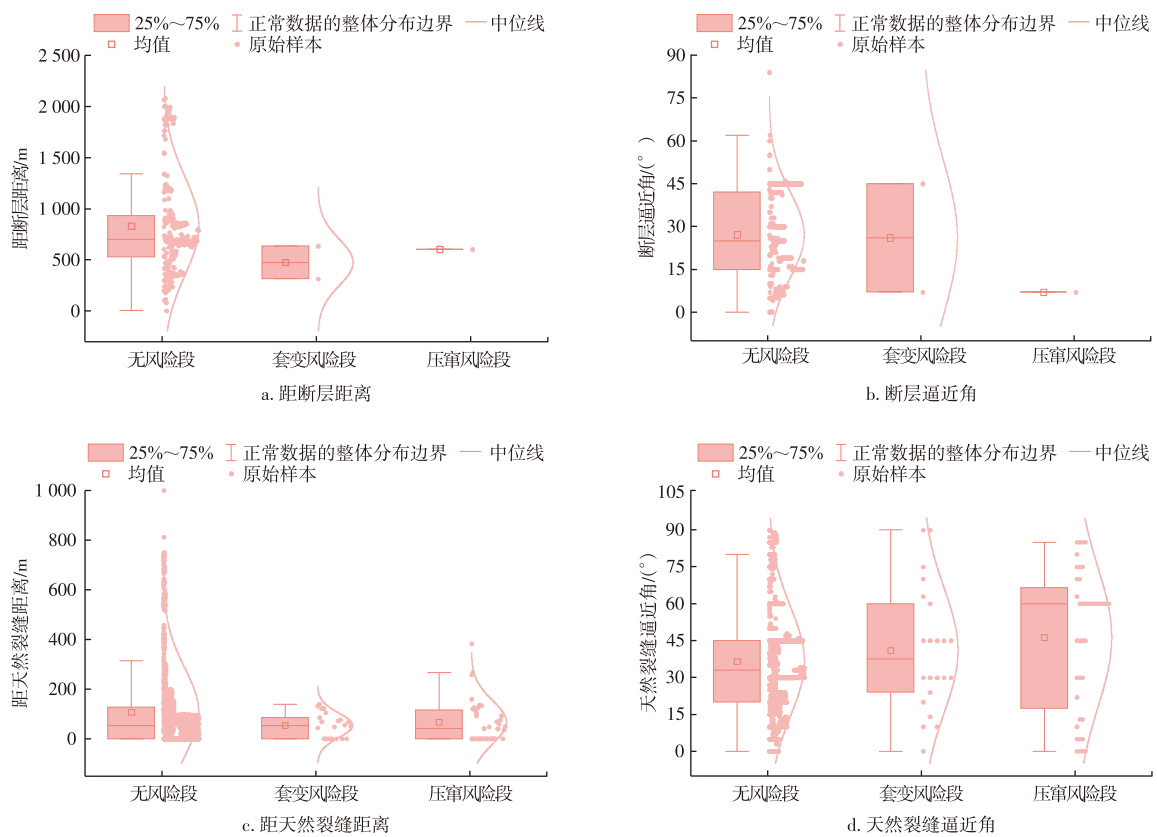 25%～75% 正常数据的整体分布边界 中位线
均值 原始样本
距断层距离/m
2 500
2 000
1 500
1 000
500
0
无风险段 套变风险段 压窜风险段
a. 距断层距离
25%～75% 正常数据的整体分布边界 中位线
均值 原始样本
断层逼近角/(°)
90
75
60
45
30
15
0
无风险段 套变风险段 压窜风险段
b. 断层逼近角
25%～75% 正常数据的整体分布边界 中位线
均值 原始样本
距天然裂缝距离/m
1 000
800
600
400
200
0
无风险段 套变风险段 压窜风险段
c. 距天然裂缝距离
25%～75% 正常数据的整体分布边界 中位线
均值 原始样本
天然裂缝逼近角/(°)
105
90
75
60
45
30
15
0
无风险段 套变风险段 压窜风险段
d. 天然裂缝逼近角